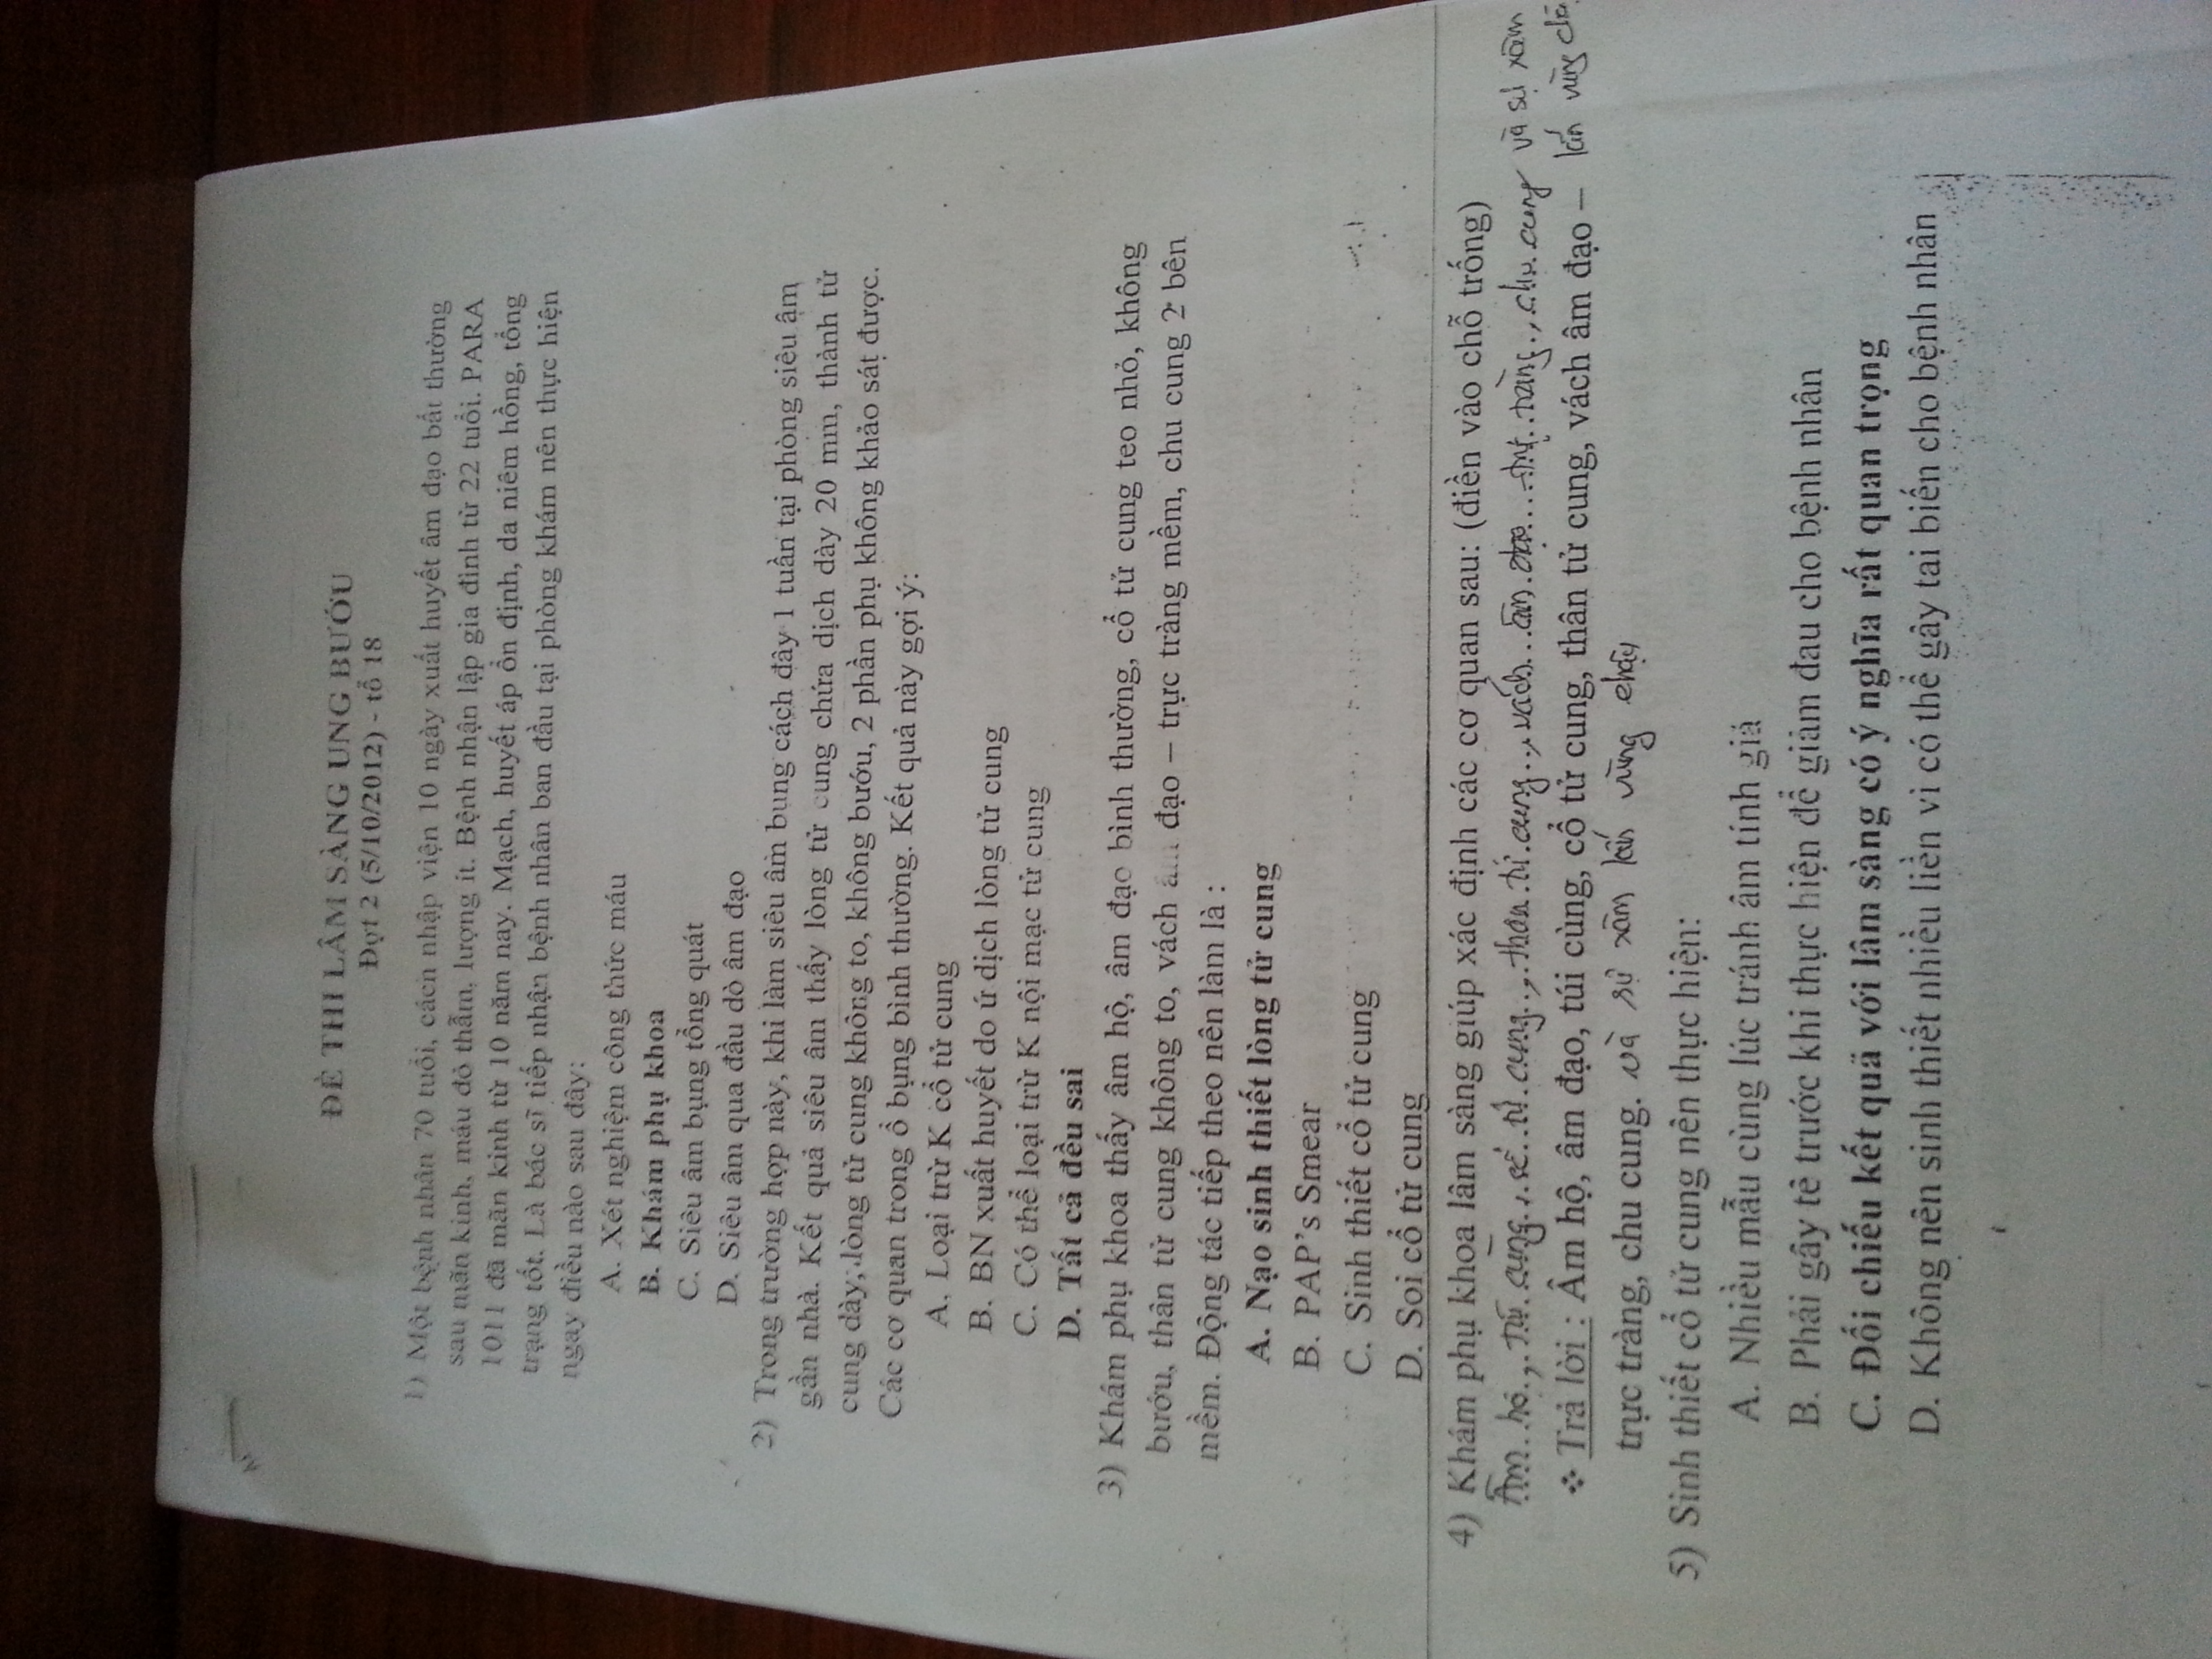 ĐỀ THI LÂM SÀNG UNG BƯỚU
Đợt 2 (5/10/2012) - tổ 18
1) Một bệnh nhân 70 tuổi, cách nhập viện 10 ngày xuất huyết âm đạo bất thường
sau mãn kinh, máu đỏ thẫm, lượng ít. Bệnh nhận lập gia đình từ 22 tuổi. PARA
1011 đã mãn kinh từ 10 năm nay. Mạch, huyết áp ổn định, da niêm hồng, tổng
trạng tốt. Là bác sĩ tiếp nhận bệnh nhân ban đầu tại phòng khám nên thực hiện
ngay điều nào sau đây:
A. Xét nghiệm công thức máu
B. Khám phụ khoa
C. Siêu âm bụng tổng quát
D. Siêu âm qua đầu dò âm đạo
2) Trong trường hợp này, khi làm siêu âm bụng cách đây 1 tuần tại phòng siêu âm
gần nhà. Kết quả siêu âm thấy lòng tử cung chứa dịch dày 20 mm, thành tử
cung dày, lòng tử cung không to, không bướu, 2 phần phụ không khảo sát được.
Các cơ quan trong ổ bụng bình thường. Kết quả này gợi ý:
A. Loại trừ K cổ tử cung
B. BN xuất huyết do ứ dịch lòng tử cung
C. Có thể loại trừ K nội mạc tử cung
D. Tất cả đều sai
3) Khám phụ khoa thấy âm hộ, âm đạo bình thường, cổ tử cung teo nhỏ, không
bướu, thân tử cung không to, vách âm đạo – trực tràng mềm, chu cung 2 bên
mềm. Động tác tiếp theo nên làm là :
A. Nạo sinh thiết lòng tử cung
B. PAP's Smear
C. Sinh thiết cổ tử cung
D. Soi cổ tử cung
4) Khám phụ khoa lâm sàng giúp xác định các cơ quan sau: (điền vào chỗ trống)
Âm hộ, túi cùng, cổ tử cung, thân tử cung, vách âm đạo - trực tràng, chu cung và sự xâm
lấn vùng
❖ Trả lời : Âm hộ, âm đạo, túi cùng, cổ tử cung, thân tử cung, vách âm đạo –
trực tràng, chu cung. và sự xâm lấn vùng chậu
5) Sinh thiết cổ tử cung nên thực hiện:
A. Nhiều mẫu cùng lúc tránh âm tính giả
B. Phải gây tê trước khi thực hiện để giảm đau cho bệnh nhân
C. Đối chiếu kết quả với lâm sàng có ý nghĩa rất quan trọng
D. Không nên sinh thiết nhiều liền vì có thể gây tai biến cho bệnh nhân